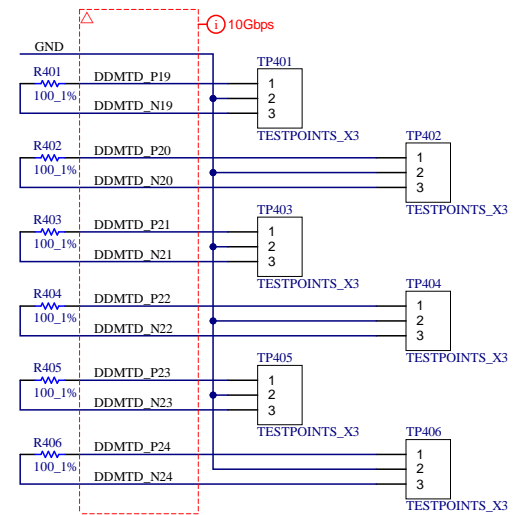 10Gbps
GND
TP401
R401
DDMTD_P19
1
100_1%
2
DDMTD_N19
3
TESTPOINTS_X3
R402
DDMTD_P20
TP402
1
100_1%
2
DDMTD_N20
3
TESTPOINTS_X3
TP403
R403
DDMTD_P21
1
100_1%
2
DDMTD_N21
3
TESTPOINTS_X3
R404
DDMTD_P22
TP404
1
100_1%
2
DDMTD_N22
3
TESTPOINTS_X3
TP405
R405
DDMTD_P23
1
100_1%
2
DDMTD_N23
3
TESTPOINTS_X3
R406
DDMTD_P24
TP406
1
100_1%
2
DDMTD_N24
3
TESTPOINTS_X3